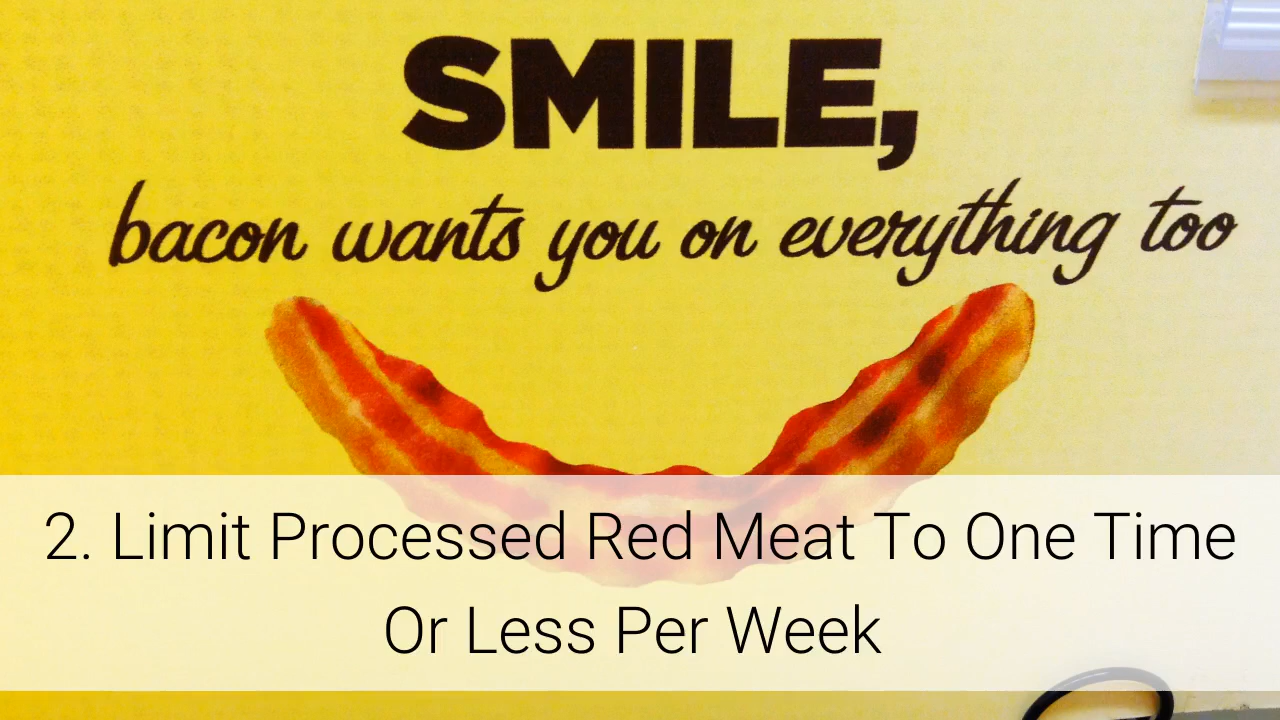 SMILE,
bacon wants you on everything too
2. Limit Processed Red Meat To One Time
Or Less Per Week